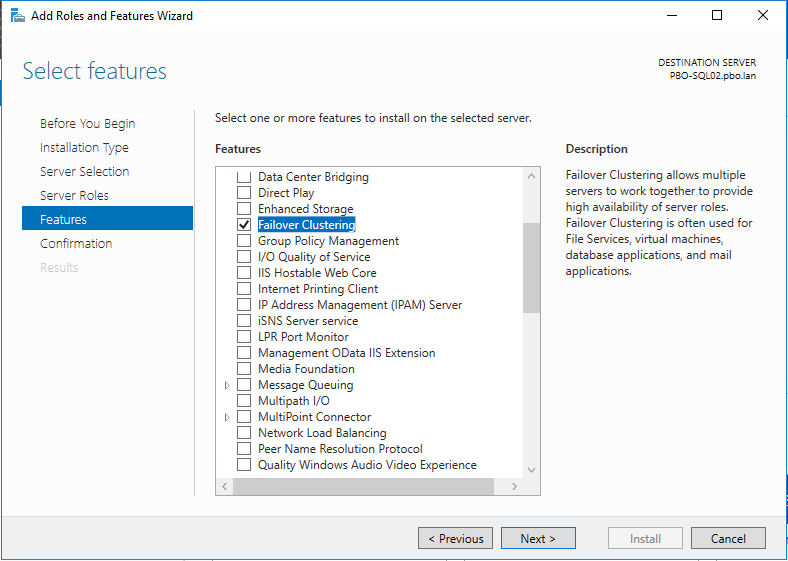 Add Roles and Features Wizard
Select features
DESTINATION SERVER
PBO-SQL02.pbo.lan
Before You Begin
Installation Type
Server Selection
Server Roles
Features
Confirmation
Results
Select one or more features to install on the selected server.
Features
Data Center Bridging
Direct Play
Enhanced Storage
Failover Clustering
Group Policy Management
I/O Quality of Service
IIS Hostable Web Core
Internet Printing Client
IP Address Management (IPAM) Server
iSNS Server service
LPR Port Monitor
Management OData IIS Extension
Media Foundation
Message Queuing
Multipath I/O
MultiPoint Connector
Network Load Balancing
Peer Name Resolution Protocol
Quality Windows Audio Video Experience
Description
Failover Clustering allows multiple
servers to work together to provide
high availability of server roles.
Failover Clustering is often used for
File Services, virtual machines,
database applications, and mail
applications.
< Previous
Next >
Install
Cancel